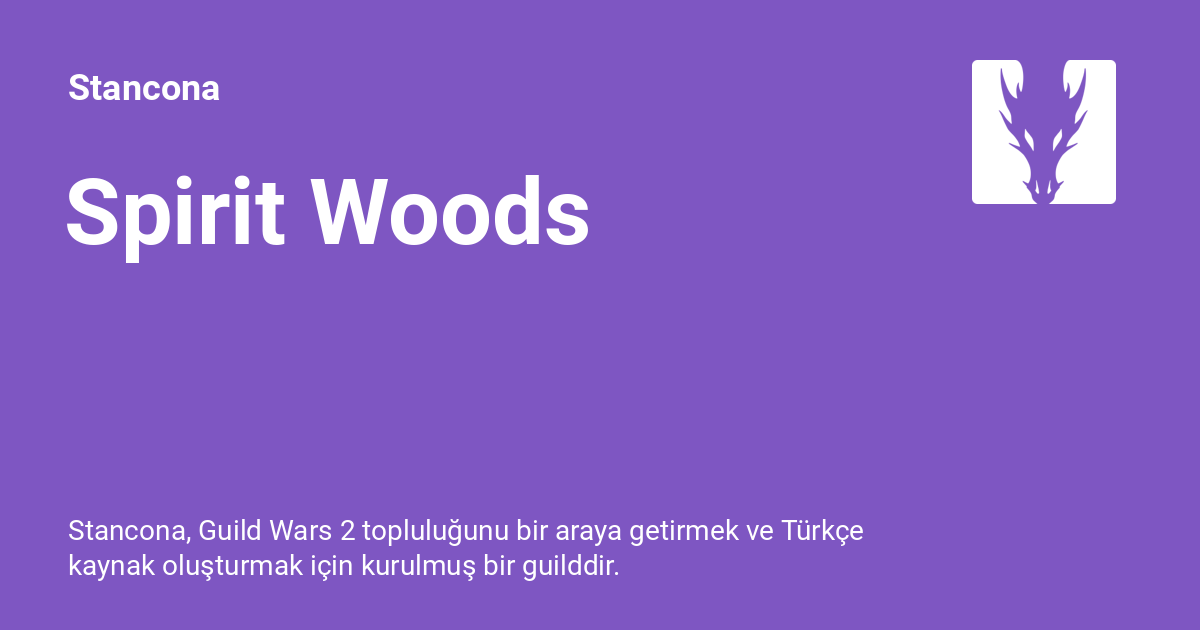 Stancona
Spirit Woods
Stancona, Guild Wars 2 topluluğunu bir araya getirmek ve Türkçe
kaynak oluşturmak için kurulmuş bir guilddir.